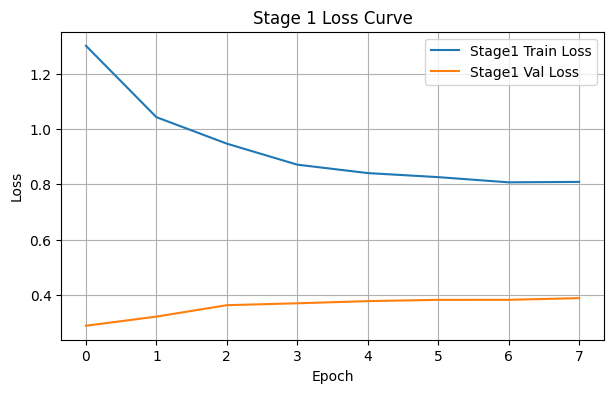 Stage 1 Loss Curve
Stage1 Train Loss
Stage1 Val Loss
1.2
1.0
0.8
0.6
0.4
Loss
0 1 2 3 4 5 6 7
Epoch